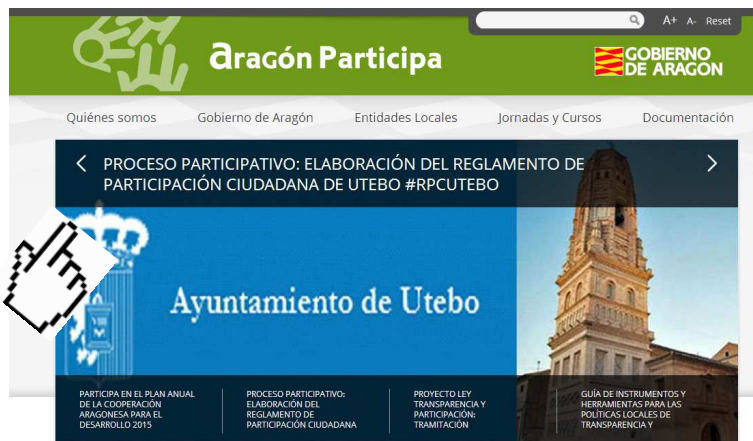 A+ A- Reset
aragón Participa
GOBIERNO
DE ARAGON
Quiénes somos Gobierno de Aragón Entidades Locales Jornadas y Cursos Documentación
PROCESO PARTICIPATIVO: ELABORACIÓN DEL REGLAMENTO DE
PARTICIPACIÓN CIUDADANA DE UTEBO #RPCUTEBO
Ayuntamiento de Utebo
PARTICIPA EN EL PLAN ANUAL
DE LA COOPERACIÓN
ARAGONESA PARA EL
DESARROLLO 2015
PROCESO PARTICIPATIVO:
ELABORACIÓN DEL
REGLAMENTO DE
PARTICIPACIÓN CIUDADANA
PROYECTO LEY
TRANSPARENCIA Y
PARTICIPACIÓN:
TRAMITACIÓN
GUÍA DE INSTRUMENTOS Y
HERRAMIENTAS PARA LAS
POLÍTICAS LOCALES DE
TRANSPARENCIA Y